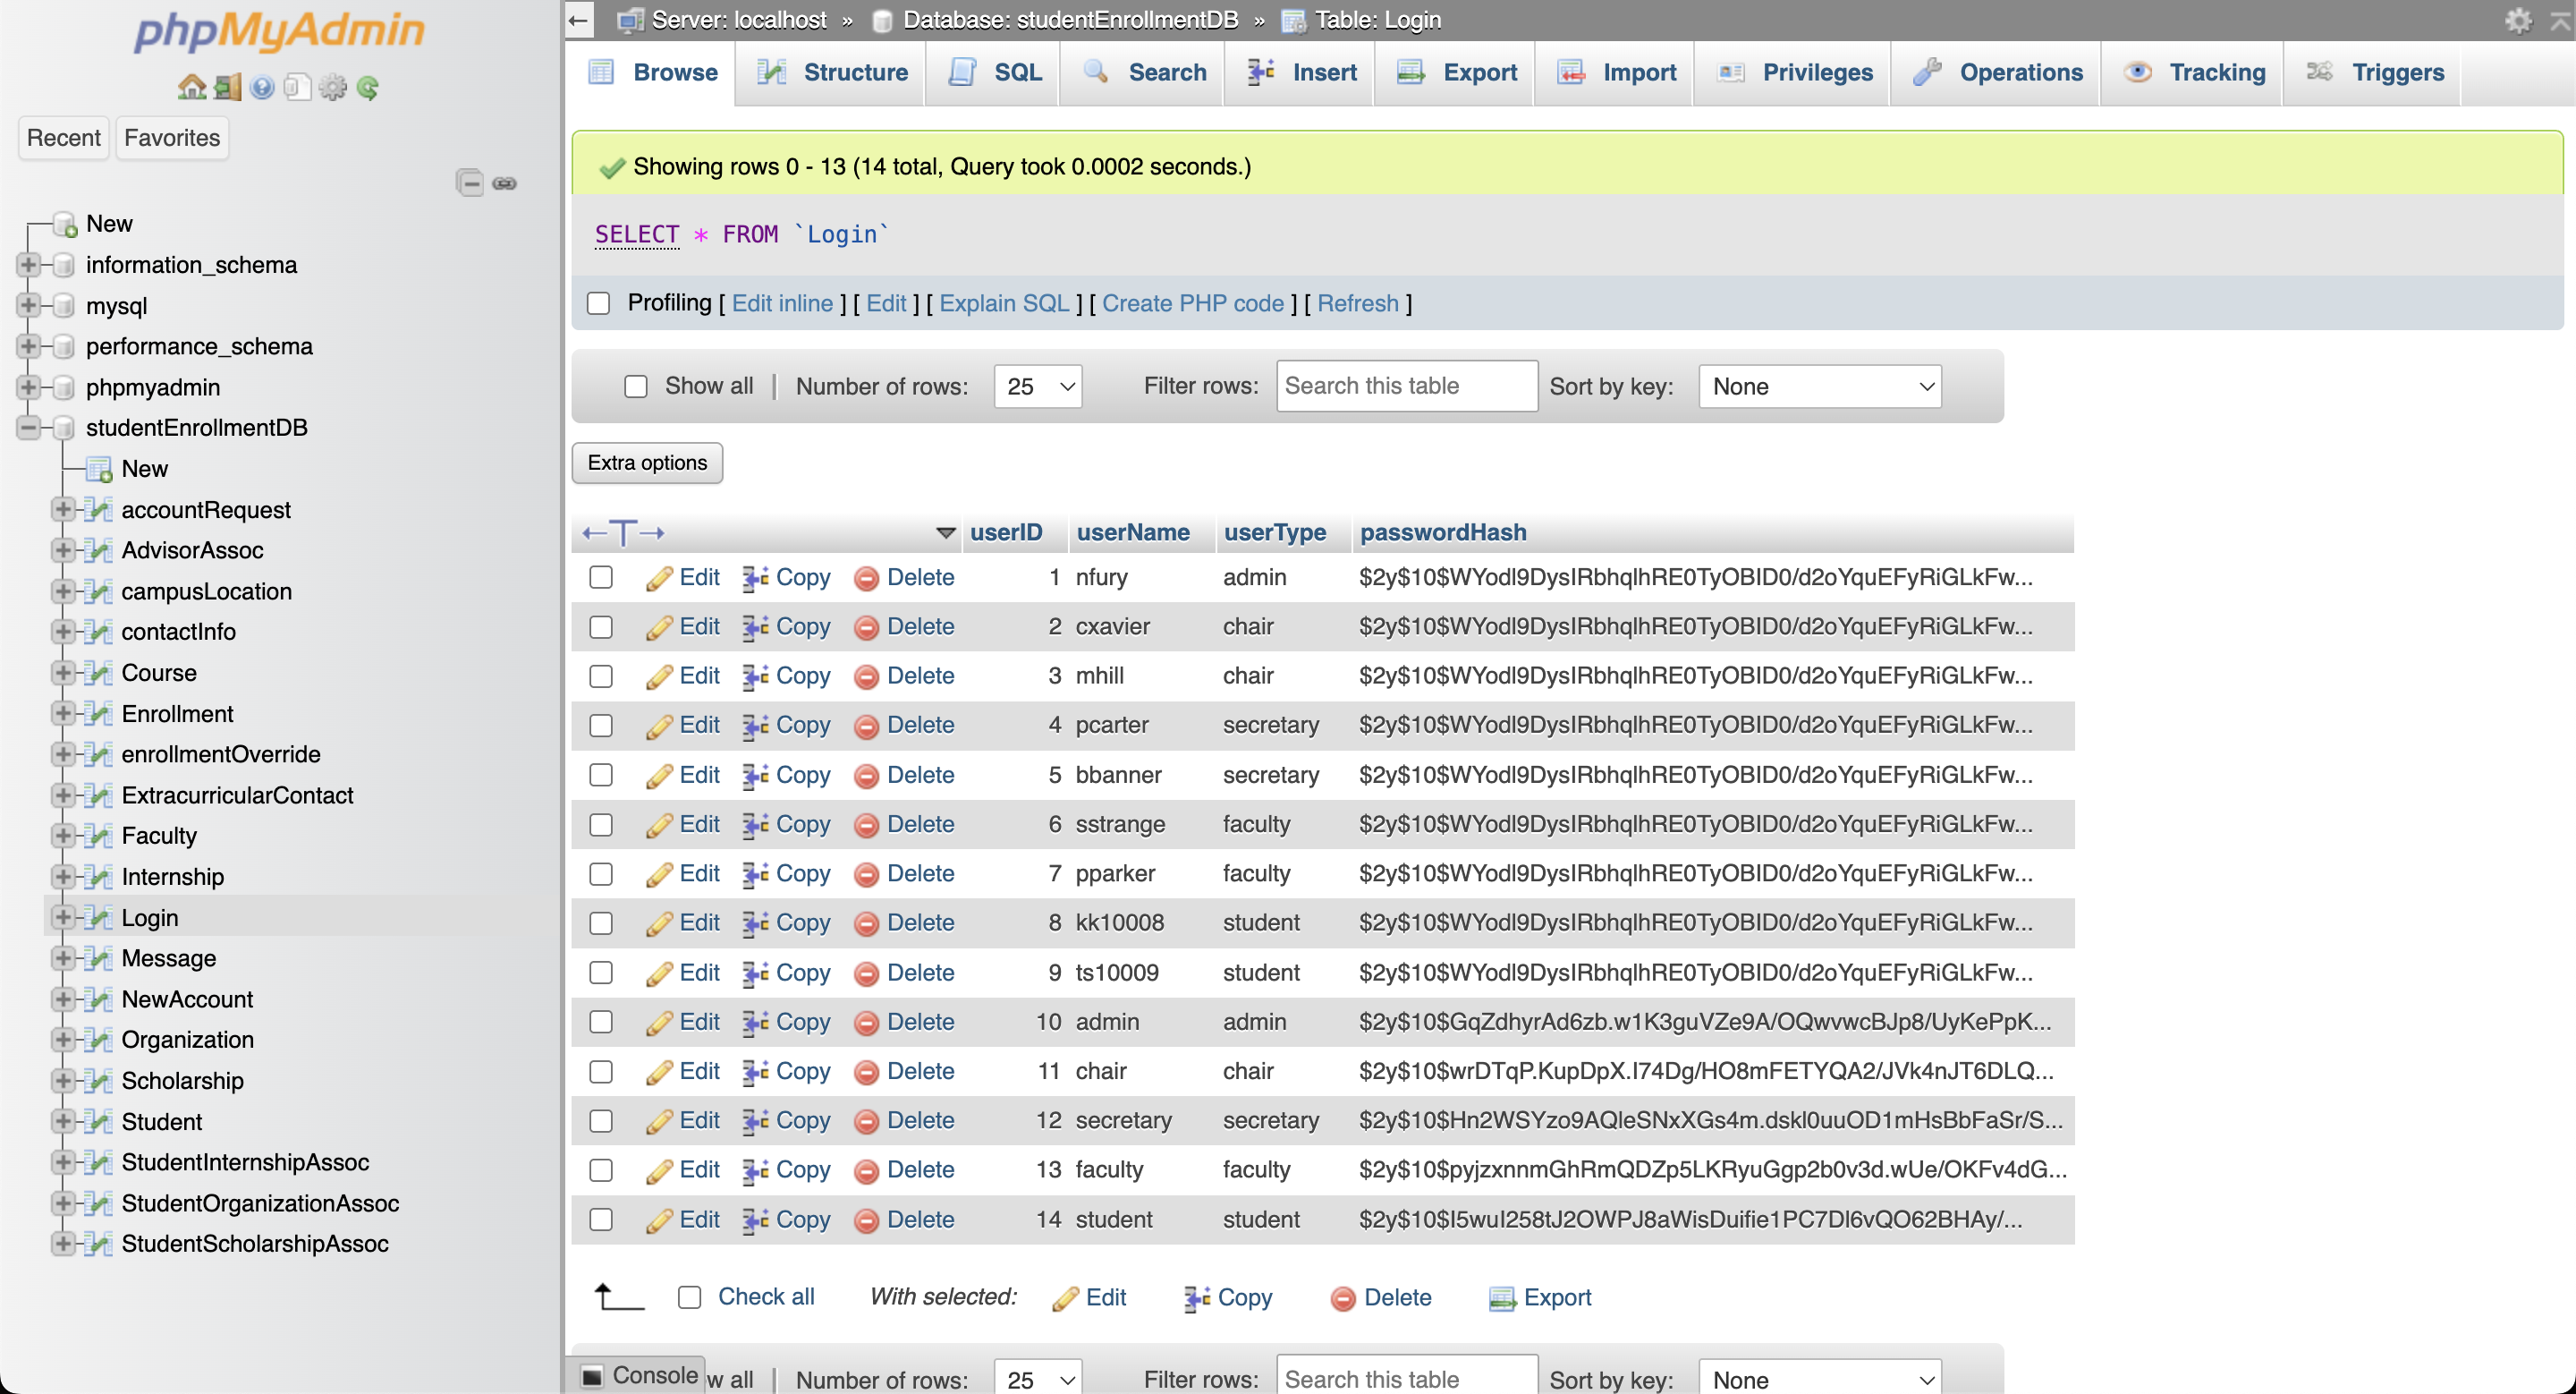 phpMyAdmin
Recent Favorites
New
information_schema
mysql
performance_schema
phpmyadmin
studentEnrollmentDB
New
accountRequest
AdvisorAssoc
campusLocation
contactInfo
Course
Enrollment
enrollmentOverride
ExtracurricularContact
Faculty
Internship
Login
Message
NewAccount
Organization
Scholarship
Student
StudentInternshipAssoc
StudentOrganizationAssoc
StudentScholarshipAssoc
Server: localhost » Database: studentEnrollmentDB » Table: Login
Browse Structure SQL Search Insert Export Import Privileges Operations Tracking Triggers
Showing rows 0 - 13 (14 total, Query took 0.0002 seconds.)
SELECT * FROM `Login`
Profiling [ Edit inline ] [ Edit ] [ Explain SQL ] [ Create PHP code ] [ Refresh ]
Show all | Number of rows: 25 Filter rows: Search this table Sort by key: None
Extra options
←T→ userID userName userType passwordHash
Edit Copy Delete 1 nfury admin $2y$10$WYodl9DysIRbhqlhRE0TyOBID0/d2oYquEFyRiGLkFw...
Edit Copy Delete 2 cxavier chair $2y$10$WYodl9DysIRbhqlhRE0TyOBID0/d2oYquEFyRiGLkFw...
Edit Copy Delete 3 mhill chair $2y$10$WYodl9DysIRbhqlhRE0TyOBID0/d2oYquEFyRiGLkFw...
Edit Copy Delete 4 pcarter secretary $2y$10$WYodl9DysIRbhqlhRE0TyOBID0/d2oYquEFyRiGLkFw...
Edit Copy Delete 5 bbanner secretary $2y$10$WYodl9DysIRbhqlhRE0TyOBID0/d2oYquEFyRiGLkFw...
Edit Copy Delete 6 sstrange faculty $2y$10$WYodl9DysIRbhqlhRE0TyOBID0/d2oYquEFyRiGLkFw...
Edit Copy Delete 7 pparker faculty $2y$10$WYodl9DysIRbhqlhRE0TyOBID0/d2oYquEFyRiGLkFw...
Edit Copy Delete 8 kk10008 student $2y$10$WYodl9DysIRbhqlhRE0TyOBID0/d2oYquEFyRiGLkFw...
Edit Copy Delete 9 ts10009 student $2y$10$WYodl9DysIRbhqlhRE0TyOBID0/d2oYquEFyRiGLkFw...
Edit Copy Delete 10 admin admin $2y$10$GqZdhyrAd6zb.w1K3guVZe9A/OQwvwcBJp8/UyKePpK...
Edit Copy Delete 11 chair chair $2y$10$wrDTqP.KupDpX.I74Dg/HO8mFETYQA2/JVk4nJT6DLQ...
Edit Copy Delete 12 secretary secretary $2y$10$Hn2WSYzo9AQleSNxXGs4m.dskl0uuOD1mHsBbFaSr/S...
Edit Copy Delete 13 faculty faculty $2y$10$pyjzxnnmGhRmQDZp5LKRyuGgp2b0v3d.wUe/OKFv4dG...
Edit Copy Delete 14 student student $2y$10$I5wuI258tJ2OWPJ8aWisDuifie1PC7Dl6vQO62BHAy/...
Check all With selected: Edit Copy Delete Export
Console w all | Number of rows: 25 Filter rows: Search this table Sort by key: None